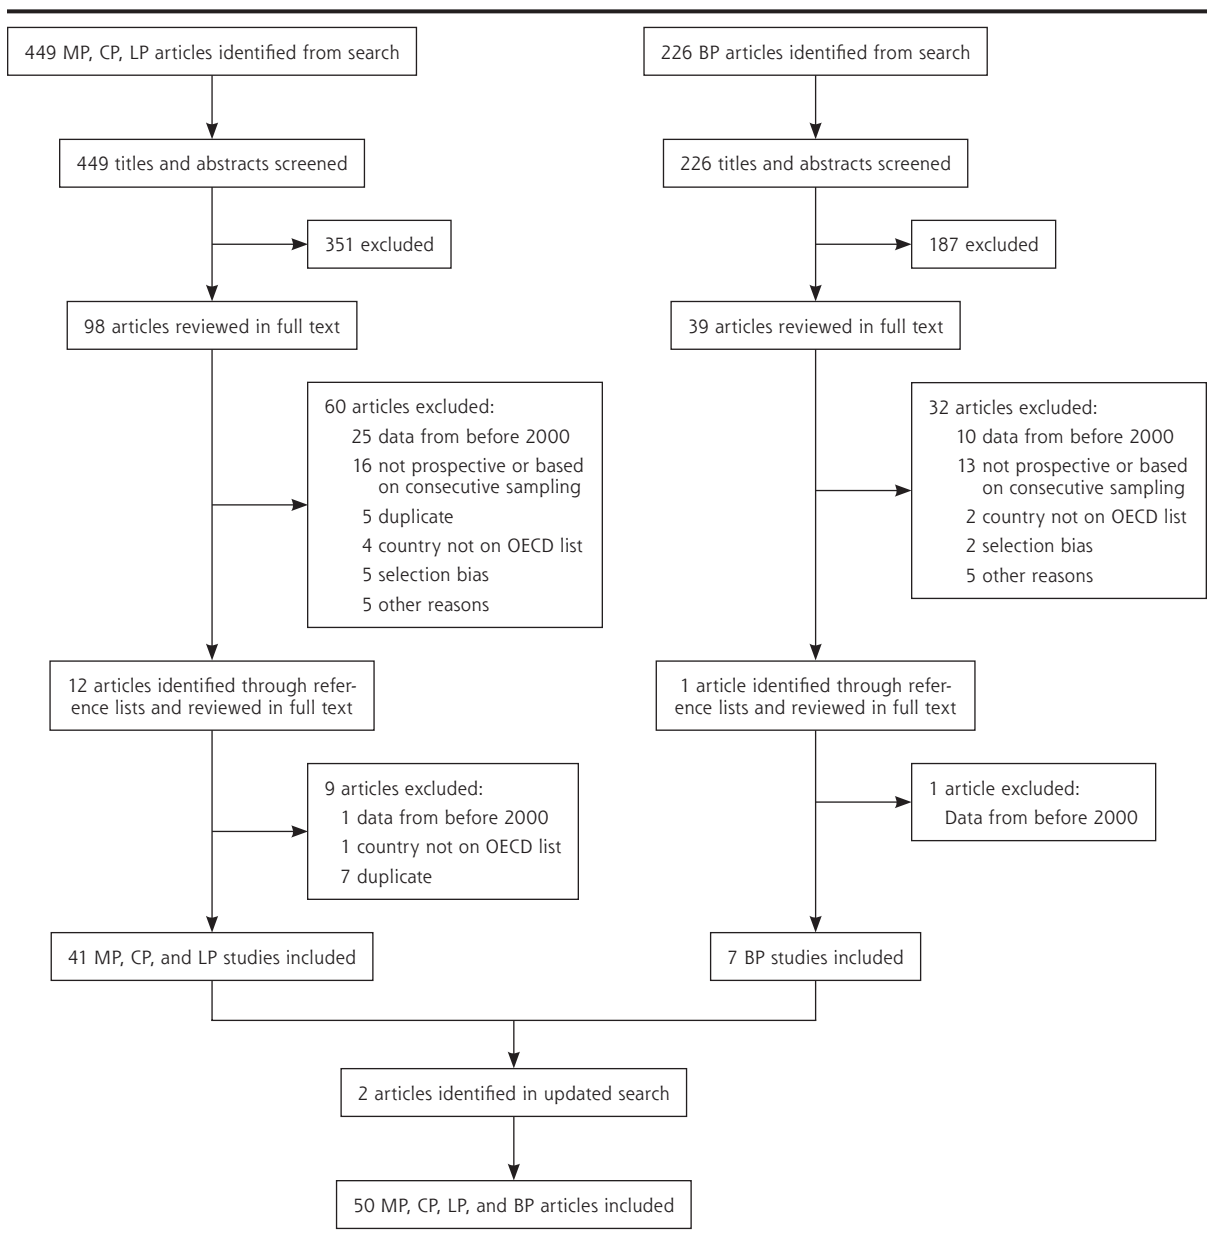 449 MP, CP, LP articles identified from search
226 BP articles identified from search
449 titles and abstracts screened
226 titles and abstracts screened
351 excluded
187 excluded
98 articles reviewed in full text
39 articles reviewed in full text
60 articles excluded:
25 data from before 2000
16 not prospective or based
on consecutive sampling
5 duplicate
4 country not on OECD list
5 selection bias
5 other reasons
32 articles excluded:
10 data from before 2000
13 not prospective or based
on consecutive sampling
2 country not on OECD list
2 selection bias
5 other reasons
12 articles identified through refer-
ence lists and reviewed in full text
1 article identified through refer-
ence lists and reviewed in full text
9 articles excluded:
1 data from before 2000
1 country not on OECD list
7 duplicate
1 article excluded:
Data from before 2000
41 MP, CP, and LP studies included
7 BP studies included
2 articles identified in updated search
50 MP, CP, LP, and BP articles included